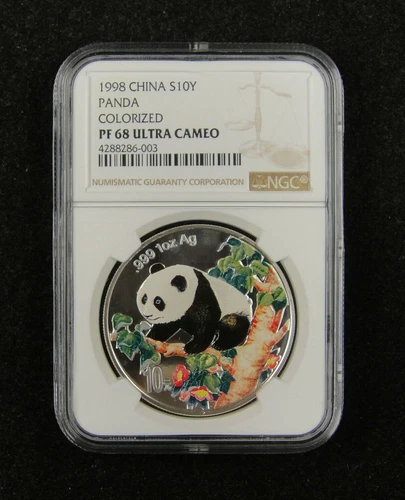 1998 CHINA S10Y
PANDA
COLORIZED
PF 68 ULTRA CAMEO
4288286-003
NUMISMATIC GUARANTY CORPORATION
NGC®
.999 1oz Ag
10元